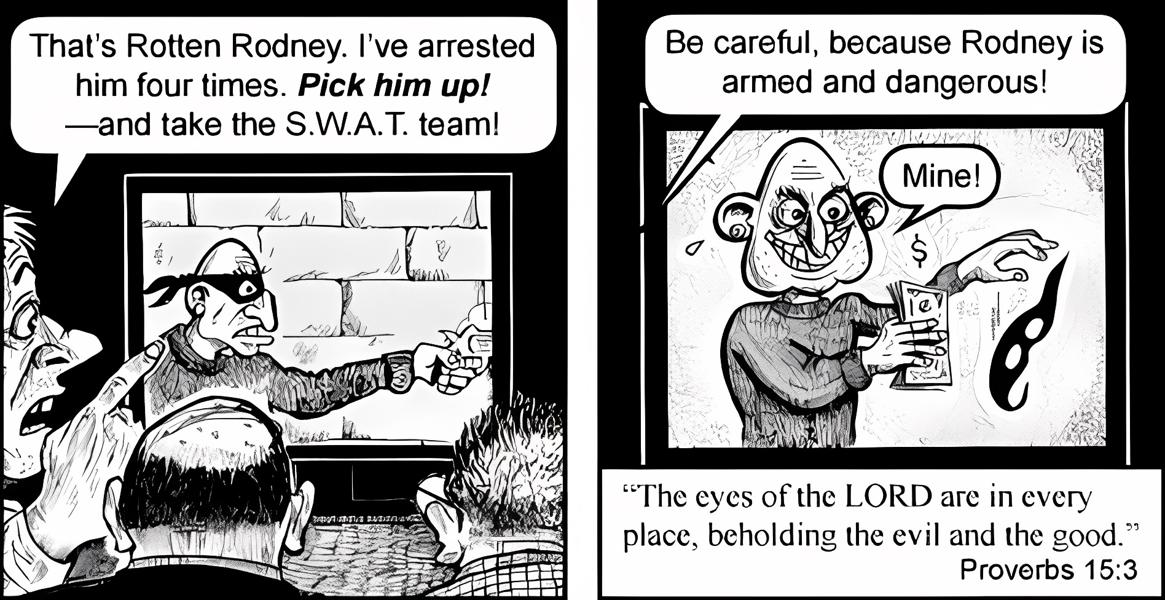 That's Rotten Rodney. I've arrested
him four times. Pick him up!
—and take the S.W.A.T. team!
Be careful, because Rodney is
armed and dangerous!
Mine!
$
“The eyes of the LORD are in every
place, beholding the evil and the good.”
Proverbs 15:3